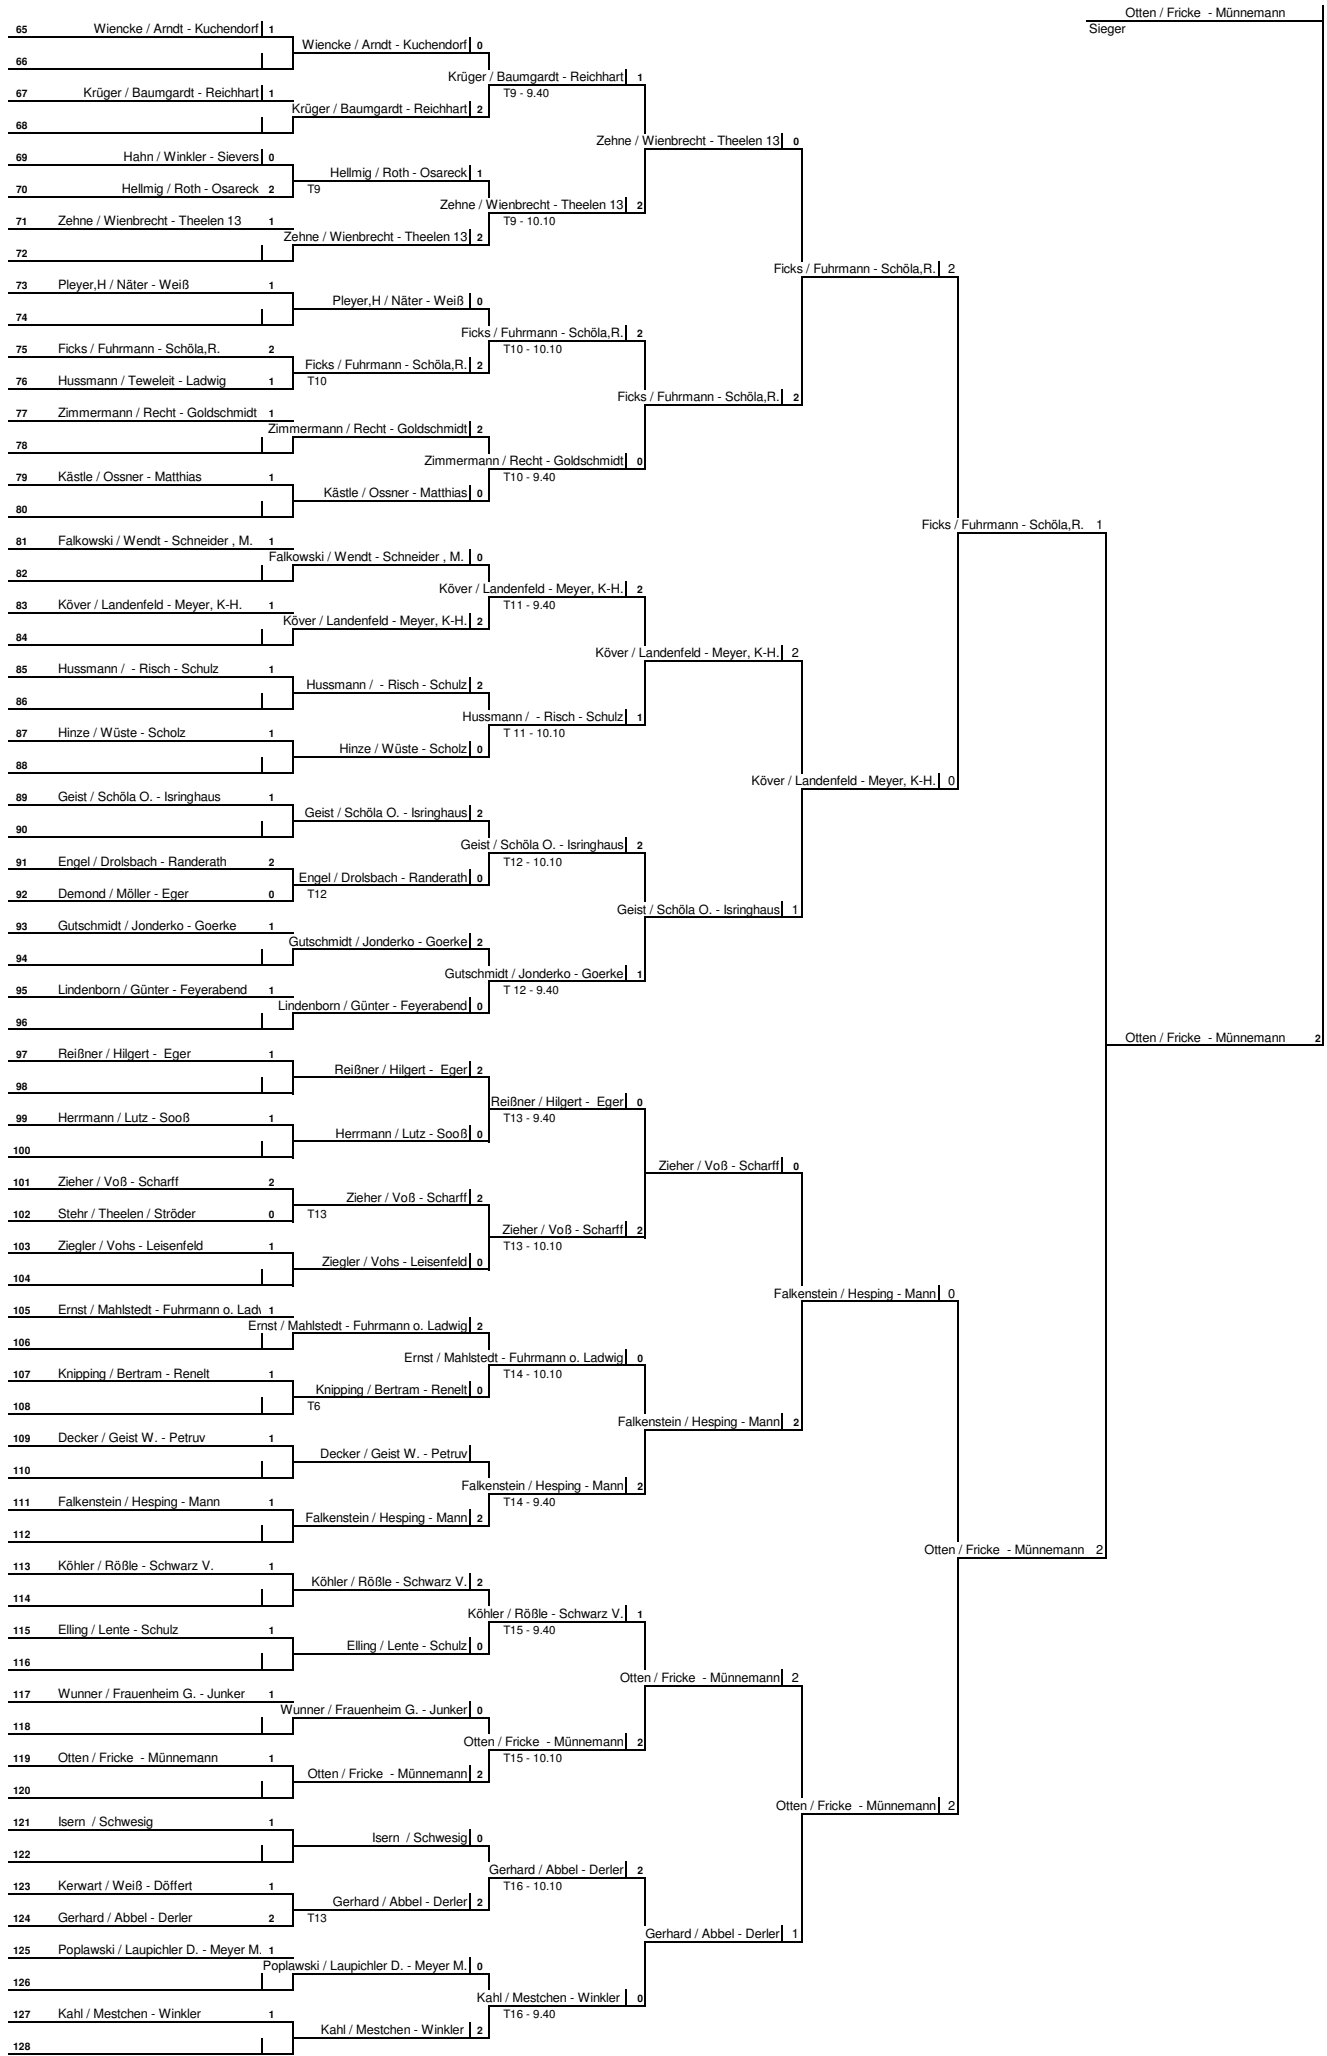 Otten / Fricke  - Münnemann
Sieger
65 Wiencke / Arndt - Kuchendorf 1
Wiencke / Arndt - Kuchendorf 0
66
Krüger / Baumgardt - Reichhart 1
67 Krüger / Baumgardt - Reichhart 1
T9 - 9.40
Krüger / Baumgardt - Reichhart 2
68
Zehne / Wienbrecht - Theelen 13 0
69 Hahn / Winkler - Sievers 0
Hellmig / Roth - Osareck 1
70 Hellmig / Roth - Osareck 2
T9
Zehne / Wienbrecht - Theelen 13 2
71 Zehne / Wienbrecht - Theelen 13 1
T9 - 10.10
Zehne / Wienbrecht - Theelen 13 2
72
Ficks / Fuhrmann - Schöla,R. 2
73 Pleyer,H / Näter - Weiß 1
Pleyer,H / Näter - Weiß 0
74
Ficks / Fuhrmann - Schöla,R. 2
75 Ficks / Fuhrmann - Schöla,R. 2
T10 - 10.10
Ficks / Fuhrmann - Schöla,R. 2
76 Hussmann / Teweleit - Ladwig 1
T10
Ficks / Fuhrmann - Schöla,R. 2
77 Zimmermann / Recht - Goldschmidt 1
Zimmermann / Recht - Goldschmidt 2
78
Zimmermann / Recht - Goldschmidt 0
79 Kästle / Ossner - Matthias 1
T10 - 9.40
Kästle / Ossner - Matthias 0
80
Ficks / Fuhrmann - Schöla,R. 1
81 Falkowski / Wendt - Schneider , M. 1
Falkowski / Wendt - Schneider , M. 0
82
Köver / Landenfeld - Meyer, K-H. 2
83 Köver / Landenfeld - Meyer, K-H. 1
T11 - 9.40
Köver / Landenfeld - Meyer, K-H. 2
84
Köver / Landenfeld - Meyer, K-H. 2
85 Hussmann /  - Risch - Schulz 1
Hussmann /  - Risch - Schulz 2
86
Hussmann /  - Risch - Schulz 1
87 Hinze / Wüste - Scholz 1
T 11 - 10.10
Hinze / Wüste - Scholz 0
88
Köver / Landenfeld - Meyer, K-H. 0
89 Geist / Schöla O. - Isringhaus 1
Geist / Schöla O. - Isringhaus 2
90
Geist / Schöla O. - Isringhaus 2
91 Engel / Drolsbach - Randerath 2
T12 - 10.10
Engel / Drolsbach - Randerath 0
92 Demond / Möller - Eger 0
T12
Geist / Schöla O. - Isringhaus 1
93 Gutschmidt / Jonderko - Goerke 1
Gutschmidt / Jonderko - Goerke 2
94
Gutschmidt / Jonderko - Goerke 1
95 Lindenborn / Günter - Feyerabend 1
T 12 - 9.40
Lindenborn / Günter - Feyerabend 0
96
Otten / Fricke  - Münnemann 2
97 Reißner / Hilgert -  Eger 1
Reißner / Hilgert -  Eger 2
98
Reißner / Hilgert -  Eger 0
99 Herrmann / Lutz - Sooß 1
T13 - 9.40
Herrmann / Lutz - Sooß 0
100
Zieher / Voß - Scharff 0
101 Zieher / Voß - Scharff 2
Zieher / Voß - Scharff 2
102 Stehr / Theelen / Ströder 0
T13
Zieher / Voß - Scharff 2
103 Ziegler / Vohs - Leisenfeld 1
T13 - 10.10
Ziegler / Vohs - Leisenfeld 0
104
Falkenstein / Hesping - Mann 0
105 Ernst / Mahlstedt - Fuhrmann o. Ladv 1
Ernst / Mahlstedt - Fuhrmann o. Ladwig 2
106
Ernst / Mahlstedt - Fuhrmann o. Ladwig 0
107 Knipping / Bertram - Renelt 1
T14 - 10.10
Knipping / Bertram - Renelt 0
108
T6
Falkenstein / Hesping - Mann 2
109 Decker / Geist W. - Petruv 1
Decker / Geist W. - Petruv
110
Falkenstein / Hesping - Mann 2
111 Falkenstein / Hesping - Mann 1
T14 - 9.40
Falkenstein / Hesping - Mann 2
112
Otten / Fricke  - Münnemann 2
113 Köhler / Rößle - Schwarz V. 1
Köhler / Rößle - Schwarz V. 2
114
Köhler / Rößle - Schwarz V. 1
115 Elling / Lente - Schulz 1
T15 - 9.40
Elling / Lente - Schulz 0
116
Otten / Fricke  - Münnemann 2
117 Wunner / Frauenheim G. - Junker 1
Wunner / Frauenheim G. - Junker 0
118
Otten / Fricke  - Münnemann 2
119 Otten / Fricke  - Münnemann 1
T15 - 10.10
Otten / Fricke  - Münnemann 2
120
Otten / Fricke  - Münnemann 2
121 Isern  / Schwesig 1
Isern  / Schwesig 0
122
Gerhard / Abbel - Derler 2
123 Kerwart / Weiß - Döffert 1
T16 - 10.10
Gerhard / Abbel - Derler 2
124 Gerhard / Abbel - Derler 2
T13
Gerhard / Abbel - Derler 1
125 Poplawski / Laupichler D. - Meyer M. 1
Poplawski / Laupichler D. - Meyer M. 0
126
Kahl / Mestchen - Winkler 0
127 Kahl / Mestchen - Winkler 1
T16 - 9.40
Kahl / Mestchen - Winkler 2
128